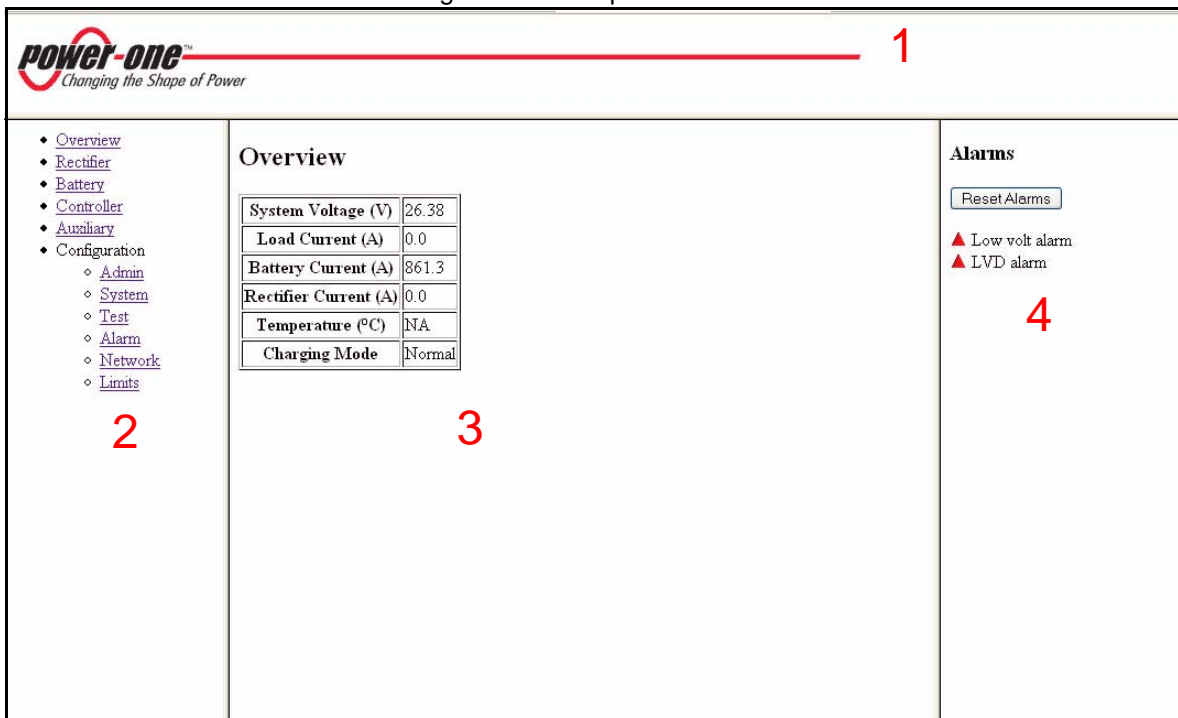 power-one™
Changing the Shape of Power
1
Overview
Rectifier
Battery
Controller
Auxiliary
Configuration
Admin
System
Test
Alarm
Network
Limits
2
Overview
System Voltage (V) 26.38
Load Current (A) 0.0
Battery Current (A) 861.3
Rectifier Current (A) 0.0
Temperature (ºC) NA
Charging Mode Normal
3
Alarms
Reset Alarms
Low volt alarm
LVD alarm
4